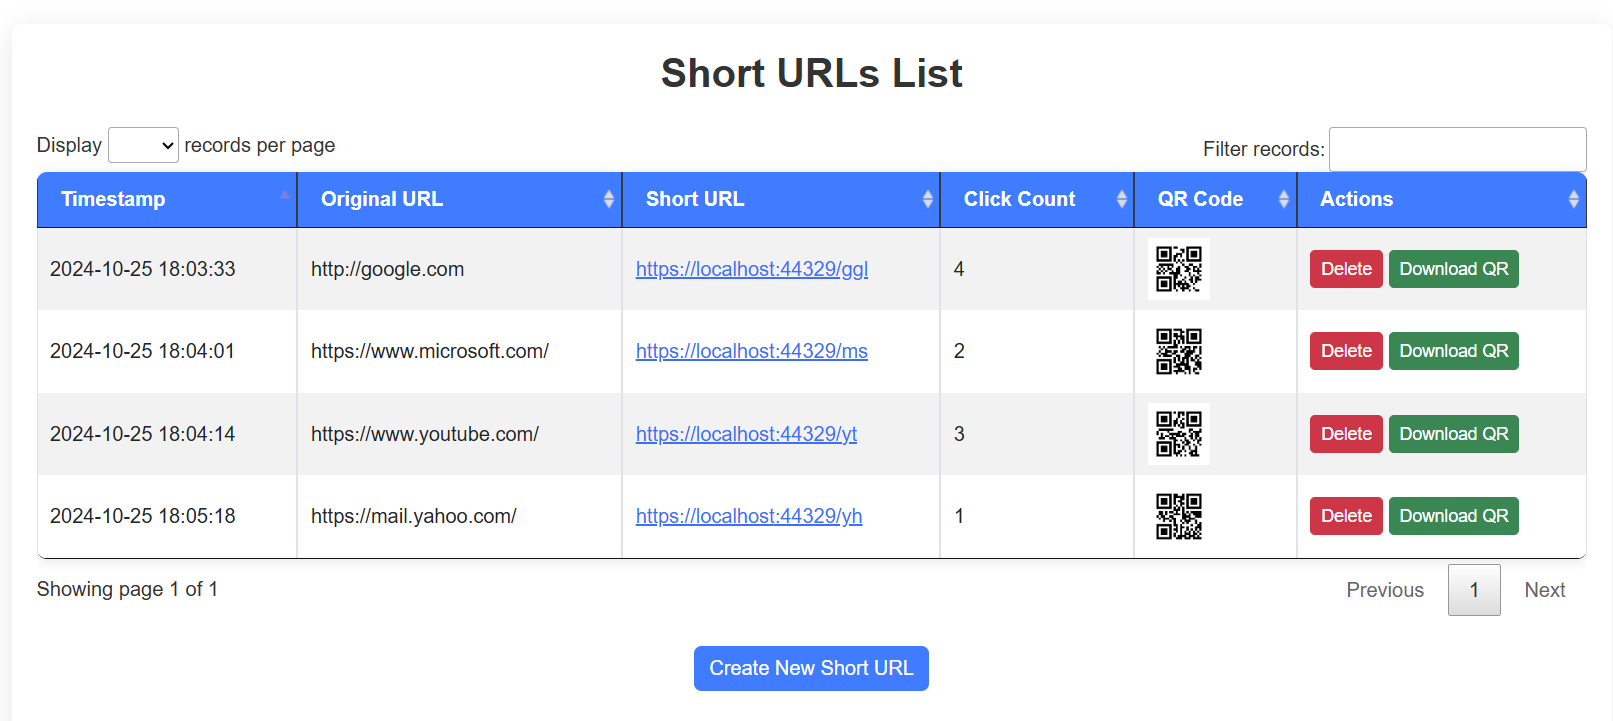 Short URLs List
Display records per page
Filter records:
Timestamp Original URL Short URL Click Count QR Code Actions
2024-10-25 18:03:33 http://google.com https://localhost:44329/ggl 4 Delete Download QR
2024-10-25 18:04:01 https://www.microsoft.com/ https://localhost:44329/ms 2 Delete Download QR
2024-10-25 18:04:14 https://www.youtube.com/ https://localhost:44329/yt 3 Delete Download QR
2024-10-25 18:05:18 https://mail.yahoo.com/ https://localhost:44329/yh 1 Delete Download QR
Showing page 1 of 1
Previous 1 Next
Create New Short URL